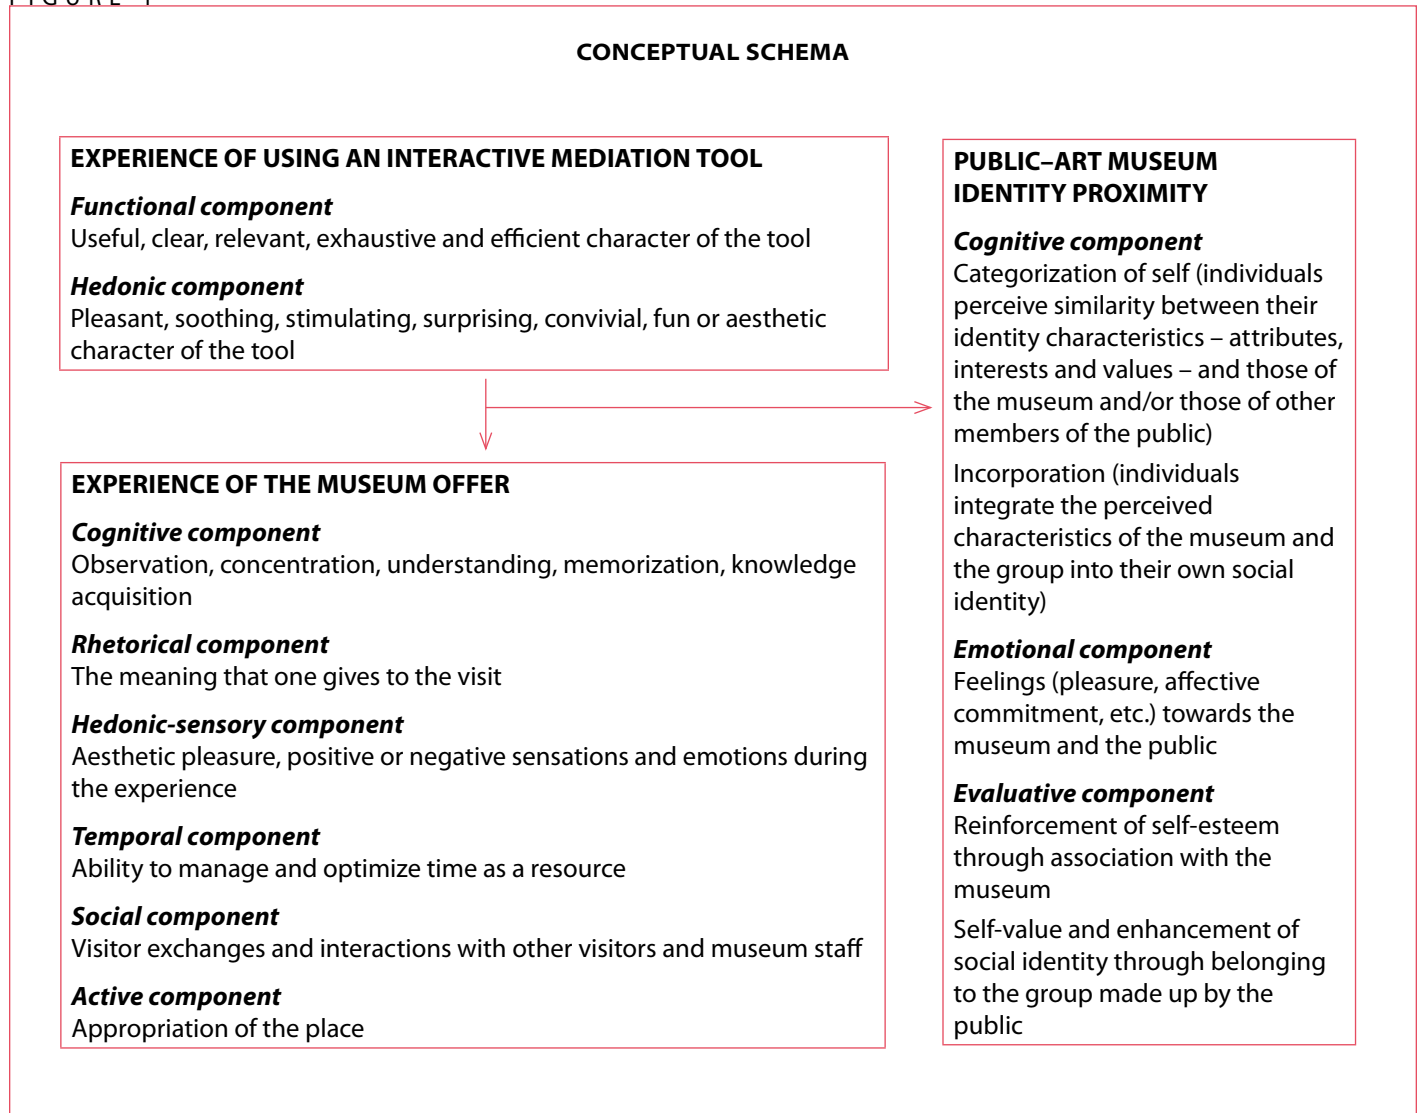 FIGURE 1
CONCEPTUAL SCHEMA
EXPERIENCE OF USING AN INTERACTIVE MEDIATION TOOL
Functional component
Useful, clear, relevant, exhaustive and efficient character of the tool
Hedonic component
Pleasant, soothing, stimulating, surprising, convivial, fun or aesthetic
character of the tool
EXPERIENCE OF THE MUSEUM OFFER
Cognitive component
Observation, concentration, understanding, memorization, knowledge
acquisition
Rhetorical component
The meaning that one gives to the visit
Hedonic-sensory component
Aesthetic pleasure, positive or negative sensations and emotions during
the experience
Temporal component
Ability to manage and optimize time as a resource
Social component
Visitor exchanges and interactions with other visitors and museum staff
Active component
Appropriation of the place
PUBLIC–ART MUSEUM
IDENTITY PROXIMITY
Cognitive component
Categorization of self (individuals
perceive similarity between their
identity characteristics – attributes,
interests and values – and those of
the museum and/or those of other
members of the public)
Incorporation (individuals
integrate the perceived
characteristics of the museum and
the group into their own social
identity)
Emotional component
Feelings (pleasure, affective
commitment, etc.) towards the
museum and the public
Evaluative component
Reinforcement of self-esteem
through association with the
museum
Self-value and enhancement of
social identity through belonging
to the group made up by the
public